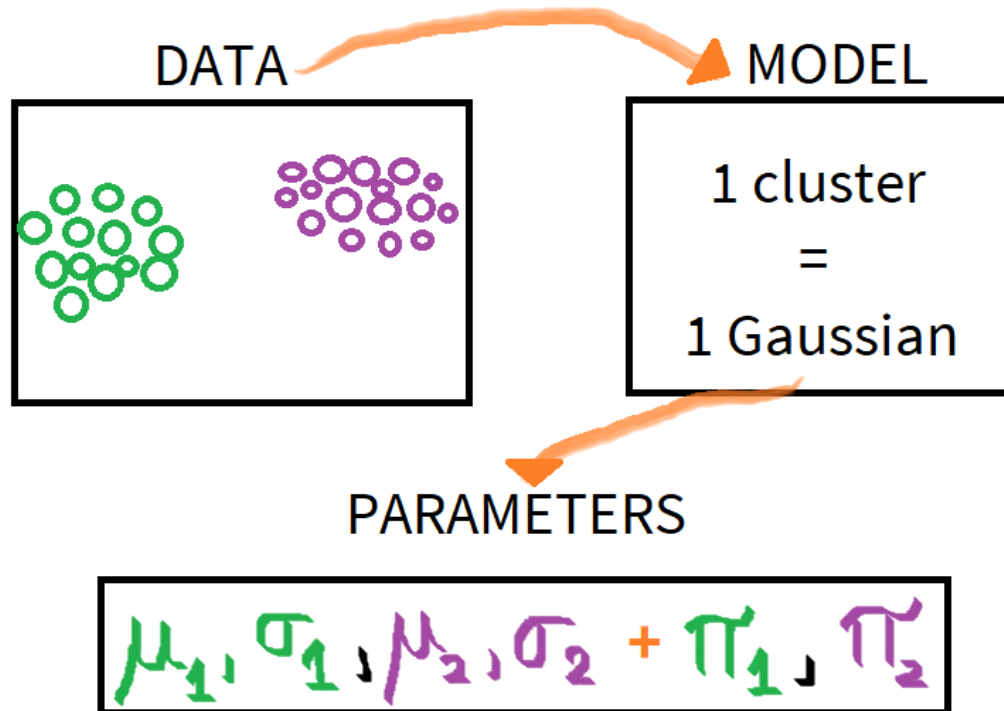 DATA
MODEL
1 cluster
=
1 Gaussian
PARAMETERS
μ₁, σ₁, μ₂, σ₂ + π₁, π₂